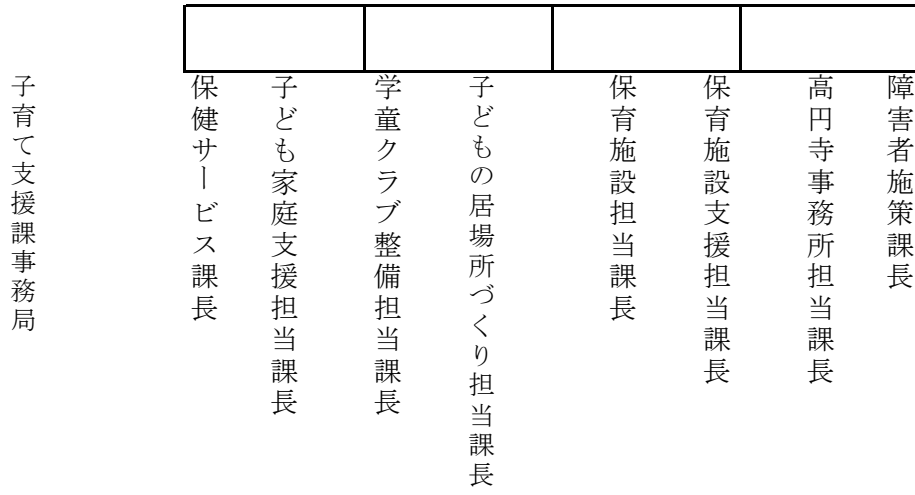 障害者施策課長
高円寺事務所担当課長
保育施設支援担当課長
保育施設担当課長
子どもの居場所づくり担当課長
学童クラブ整備担当課長
子ども家庭支援担当課長
保健サービス課長
子育て支援課事務局